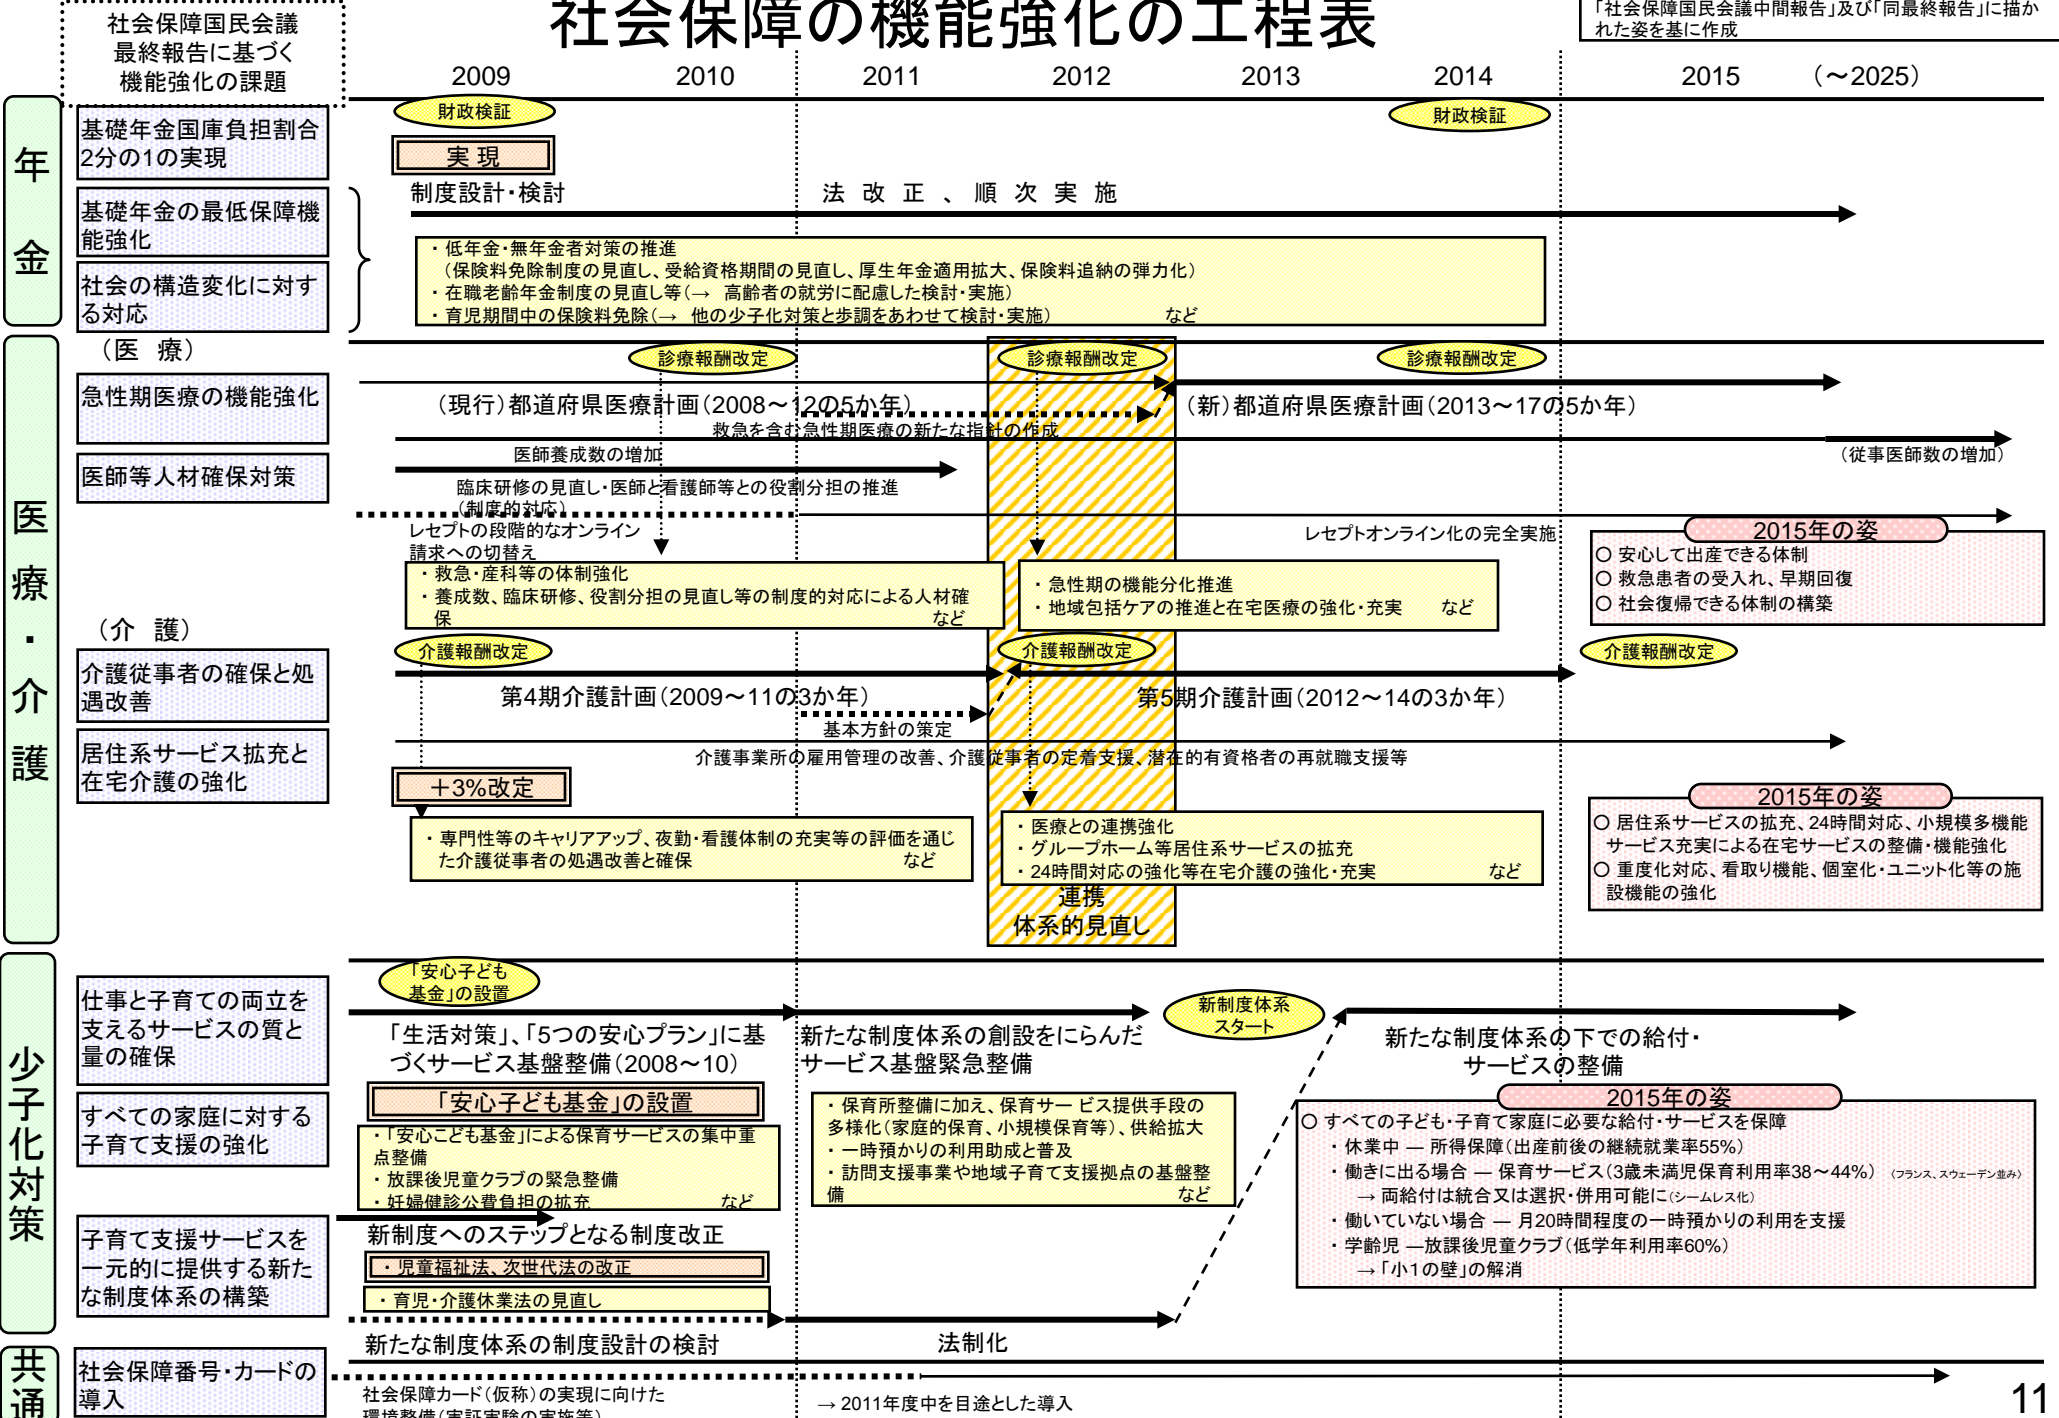 社会保障の機能強化の工程表
「社会保障国民会議中間報告」及び「同最終報告」に描か
れた姿を基に作成
社会保障国民会議
最終報告に基づく
機能強化の課題
2009
2010
2011
2012
2013
2014
2015
（～2025）
年金
基礎年金国庫負担割合
2分の1の実現
基礎年金の最低保障機
能強化
社会の構造変化に対す
る対応
財政検証
財政検証
実 現
制度設計・検討
法 改 正 、 順 次 実 施
・低年金・無年金者対策の推進
（保険料免除制度の見直し、受給資格期間の見直し、厚生年金適用拡大、保険料追納の弾力化）
・在職老齢年金制度の見直し等（→ 高齢者の就労に配慮した検討・実施）
・育児期間中の保険料免除（→ 他の少子化対策と歩調をあわせて検討・実施） など
医療・介護
（医 療）
急性期医療の機能強化
医師等人材確保対策
診療報酬改定
診療報酬改定
診療報酬改定
（現行）都道府県医療計画（2008～12の5か年）
（新）都道府県医療計画（2013～17の5か年）
救急を含む急性期医療の新たな指針の作成
医師養成数の増加
（従事医師数の増加）
臨床研修の見直し・医師と看護師等との役割分担の推進
（制度的対応）
レセプトの段階的なオンライン
請求への切替え
レセプトオンライン化の完全実施
・救急・産科等の体制強化
・養成数、臨床研修、役割分担の見直し等の制度的対応による人材確
保 など
・急性期の機能分化推進
・地域包括ケアの推進と在宅医療の強化・充実 など
2015年の姿
○ 安心して出産できる体制
○ 救急患者の受入れ、早期回復
○ 社会復帰できる体制の構築
（介 護）
介護従事者の確保と処
遇改善
居住系サービス拡充と
在宅介護の強化
介護報酬改定
介護報酬改定
介護報酬改定
第4期介護計画（2009～11の3か年）
第5期介護計画（2012～14の3か年）
基本方針の策定
介護事業所の雇用管理の改善、介護従事者の定着支援、潜在的有資格者の再就職支援等
＋3%改定
・専門性等のキャリアアップ、夜勤・看護体制の充実等の評価を通じ
た介護従事者の処遇改善と確保 など
・医療との連携強化
・グループホーム等居住系サービスの拡充
・24時間対応の強化等在宅介護の強化・充実 など
連携
体系的見直し
2015年の姿
○ 居住系サービスの拡充、24時間対応、小規模多機能
サービス充実による在宅サービスの整備・機能強化
○ 重度化対応、看取り機能、個室化・ユニット化等の施
設機能の強化
少子化対策
仕事と子育ての両立を
支えるサービスの質と
量の確保
すべての家庭に対する
子育て支援の強化
子育て支援サービスを
一元的に提供する新た
な制度体系の構築
「安心子ども
基金」の設置
新制度体系
スタート
「生活対策」、「5つの安心プラン」に基
づくサービス基盤整備（2008～10）
新たな制度体系の創設をにらんだ
サービス基盤緊急整備
新たな制度体系の下での給付・
サービスの整備
「安心子ども基金」の設置
・「安心こども基金」による保育サービスの集中重
点整備
・放課後児童クラブの緊急整備
・妊婦健診公費負担の拡充 など
・保育所整備に加え、保育サービス提供手段の
多様化（家庭的保育、小規模保育等）、供給拡大
・一時預かりの利用助成と普及
・訪問支援事業や地域子育て支援拠点の基盤整
備 など
2015年の姿
○ すべての子ども・子育て家庭に必要な給付・サービスを保障
・休業中 ― 所得保障（出産前後の継続就業率55%）
・働きに出る場合 ― 保育サービス（3歳未満児保育利用率38～44%）（フランス、スウェーデン並み）
→ 両給付は統合又は選択・併用可能に（シームレス化）
・働いていない場合 ― 月20時間程度の一時預かりの利用を支援
・学齢児 ―放課後児童クラブ（低学年利用率60%）
→「小1の壁」の解消
新制度へのステップとなる制度改正
・児童福祉法、次世代法の改正
・育児・介護休業法の見直し
新たな制度体系の制度設計の検討
法制化
共通
社会保障番号・カードの
導入
社会保障カード（仮称）の実現に向けた
環境整備（実証実験の実施等）
→ 2011年度中を目途とした導入
11